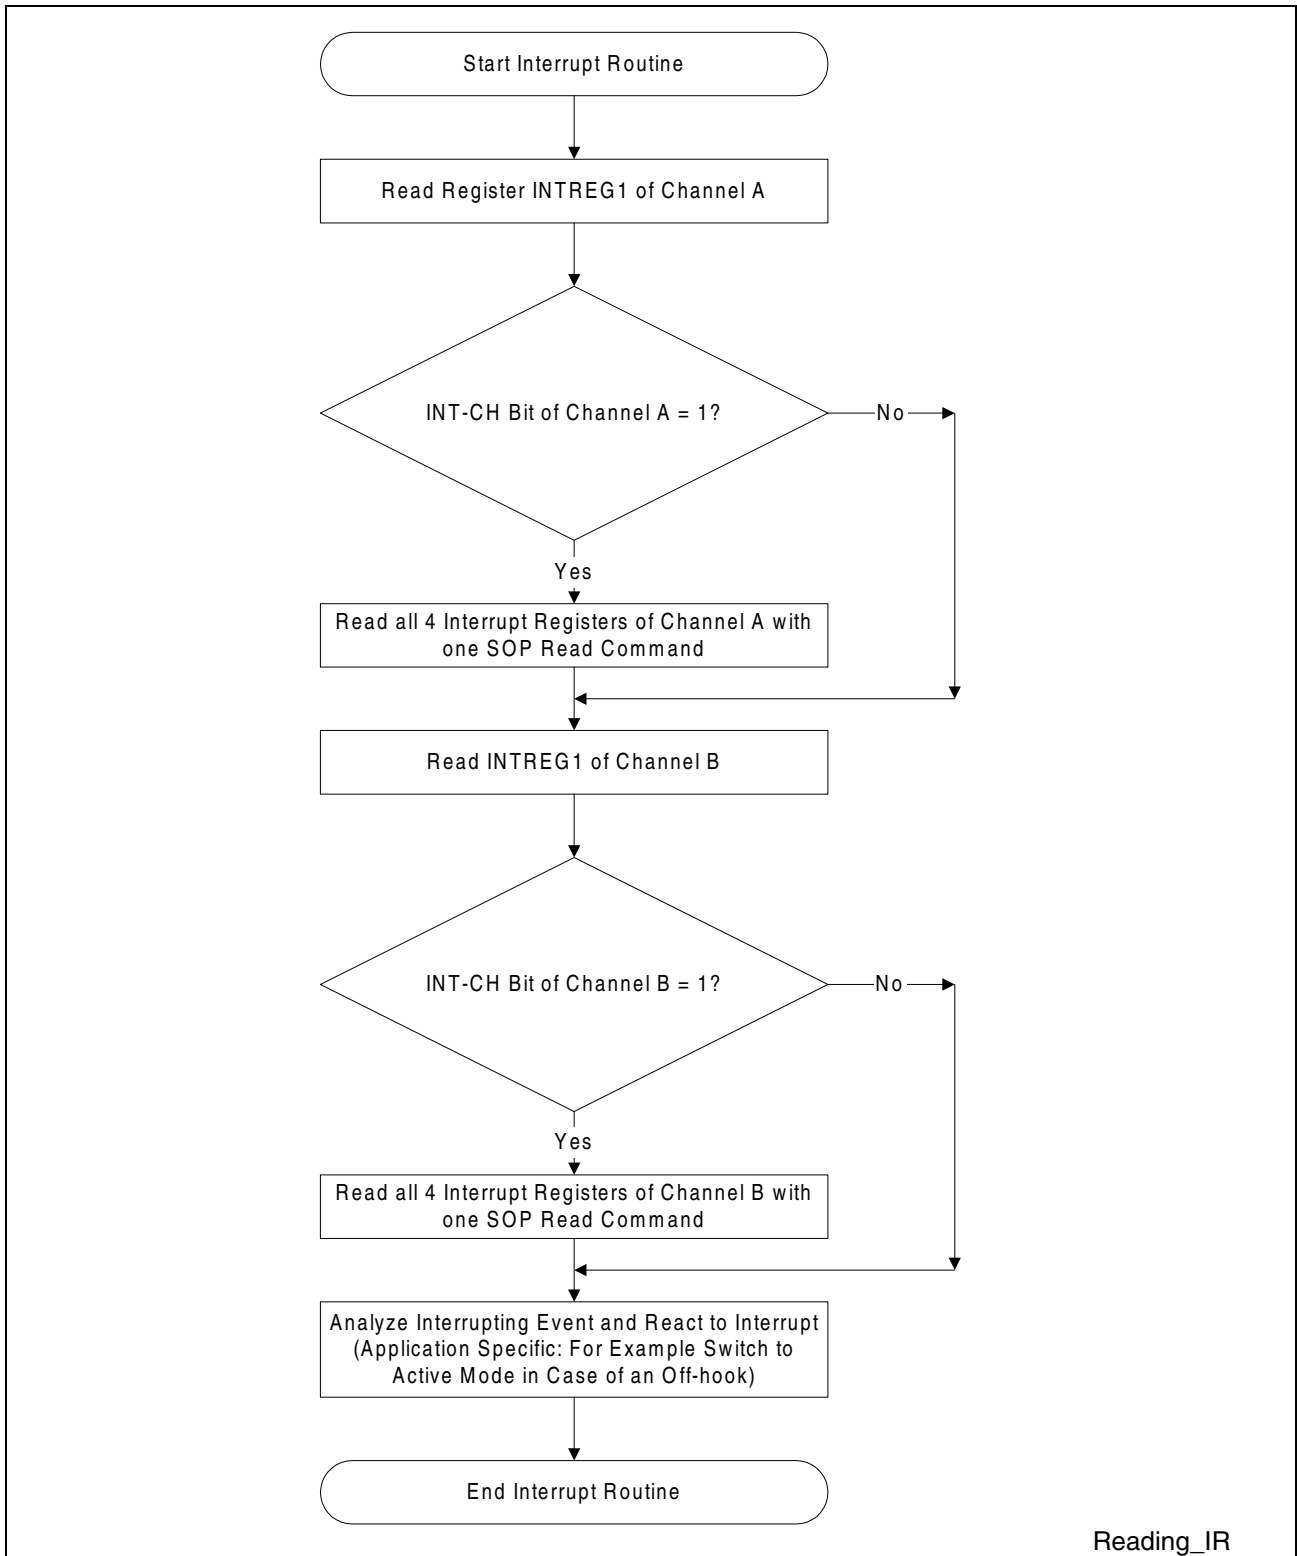 Start Interrupt Routine
Read Register INTREG1 of Channel A
INT-CH Bit of Channel A = 1?
No
Yes
Read all 4 Interrupt Registers of Channel A with
one SOP Read Command
Read INTREG1 of Channel B
INT-CH Bit of Channel B = 1?
No
Yes
Read all 4 Interrupt Registers of Channel B with
one SOP Read Command
Analyze Interrupting Event and React to Interrupt
(Application Specific: For Example Switch to
Active Mode in Case of an Off-hook)
End Interrupt Routine
Reading_IR